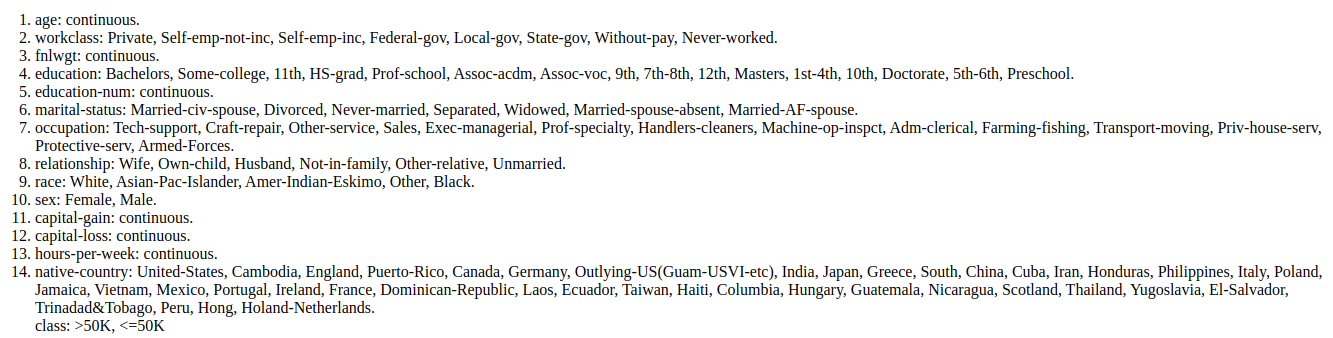 1. age: continuous.
2. workclass: Private, Self-emp-not-inc, Self-emp-inc, Federal-gov, Local-gov, State-gov, Without-pay, Never-worked.
3. fnlwgt: continuous.
4. education: Bachelors, Some-college, 11th, HS-grad, Prof-school, Assoc-acdm, Assoc-voc, 9th, 7th-8th, 12th, Masters, 1st-4th, 10th, Doctorate, 5th-6th, Preschool.
5. education-num: continuous.
6. marital-status: Married-civ-spouse, Divorced, Never-married, Separated, Widowed, Married-spouse-absent, Married-AF-spouse.
7. occupation: Tech-support, Craft-repair, Other-service, Sales, Exec-managerial, Prof-specialty, Handlers-cleaners, Machine-op-inspct, Adm-clerical, Farming-fishing, Transport-moving, Priv-house-serv,
Protective-serv, Armed-Forces.
8. relationship: Wife, Own-child, Husband, Not-in-family, Other-relative, Unmarried.
9. race: White, Asian-Pac-Islander, Amer-Indian-Eskimo, Other, Black.
10. sex: Female, Male.
11. capital-gain: continuous.
12. capital-loss: continuous.
13. hours-per-week: continuous.
14. native-country: United-States, Cambodia, England, Puerto-Rico, Canada, Germany, Outlying-US(Guam-USVI-etc), India, Japan, Greece, South, China, Cuba, Iran, Honduras, Philippines, Italy, Poland,
Jamaica, Vietnam, Mexico, Portugal, Ireland, France, Dominican-Republic, Laos, Ecuador, Taiwan, Haiti, Columbia, Hungary, Guatemala, Nicaragua, Scotland, Thailand, Yugoslavia, El-Salvador,
Trinadad&Tobago, Peru, Hong, Holand-Netherlands.
class: >50K, <=50K